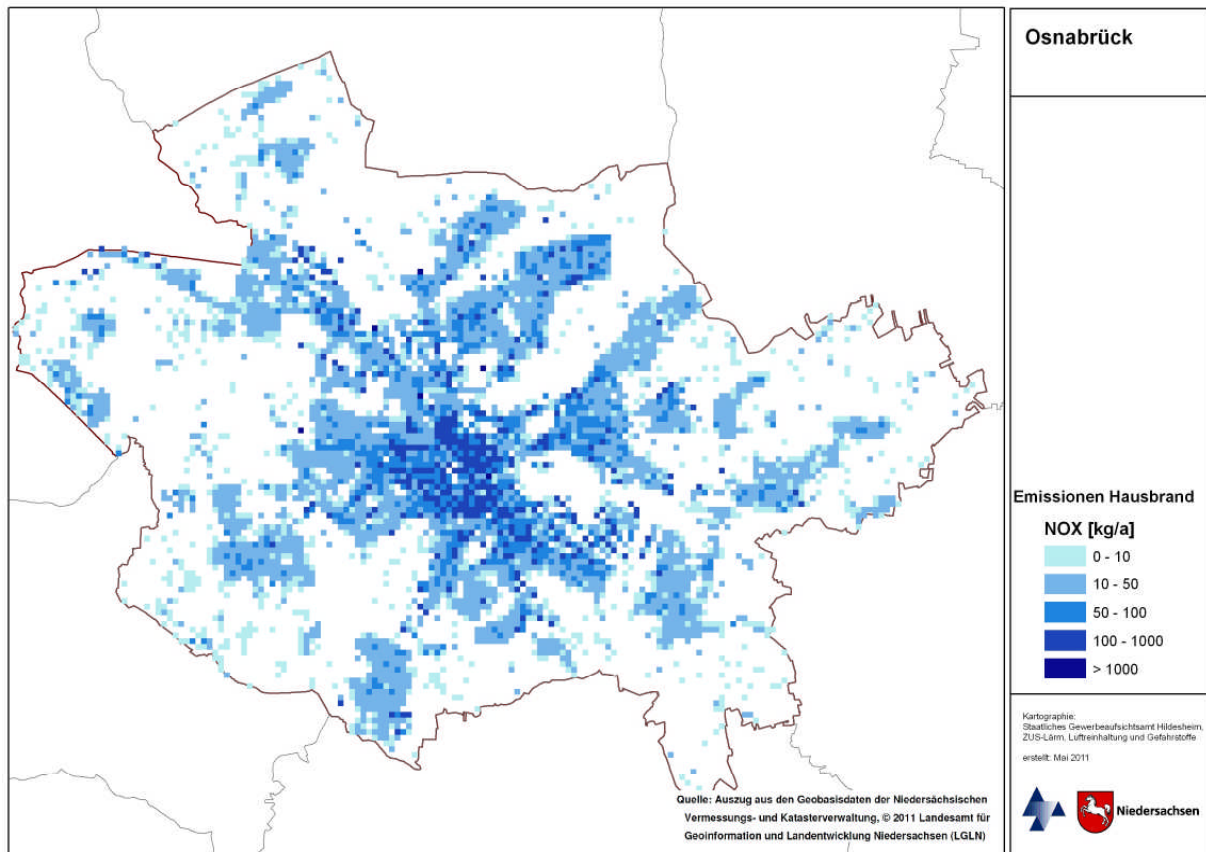 Osnabrück
Emissionen Hausbrand
NOX [kg/a]
0 - 10
10 - 50
50 - 100
100 - 1000
> 1000
Kartographie:
Staatliches Gewerbeaufsichtsamt Hildesheim,
ZUS-Lärm, Luftreinhaltung und Gefahrstoffe
erstellt: Mai 2011
Niedersachsen
Quelle: Auszug aus den Geobasisdaten der Niedersächsischen
Vermessungs- und Katasterverwaltung, © 2011 Landesamt für
Geoinformation und Landentwicklung Niedersachsen (LGLN)